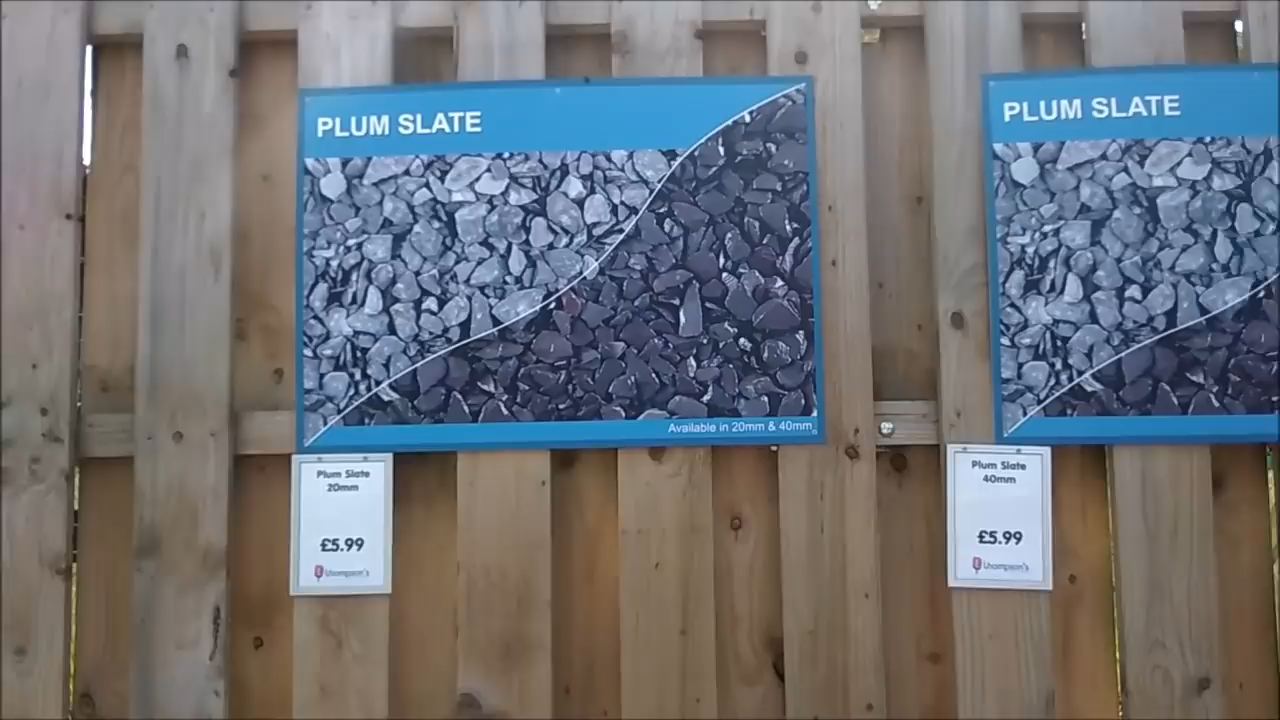 PLUM SLATE
Available in 20mm & 40mm
Plum Slate
20mm
£5.99
thompson's
PLUM SLATE
Plum Slate
40mm
£5.99
thompson's